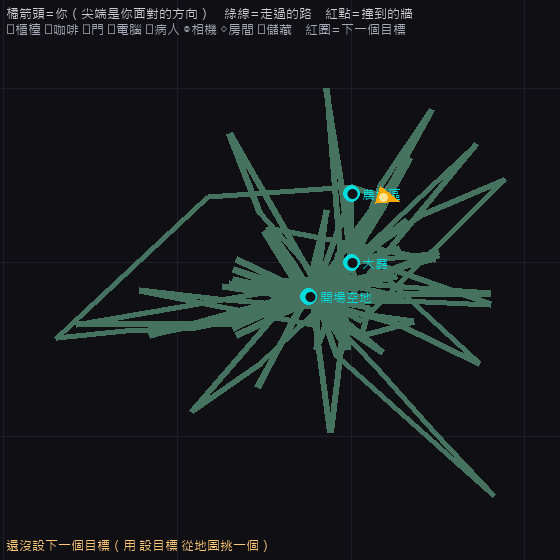 橘箭頭=你（尖端是你面對的方向） 綠線=走過的路 紅點=撞到的牆
櫃檯 咖啡 門 電腦 病人 相機 ◇房間 儲藏 紅圈=下一個目標
大廳
開場空地
還沒設下一個目標（用 設目標 從地圖挑一個）